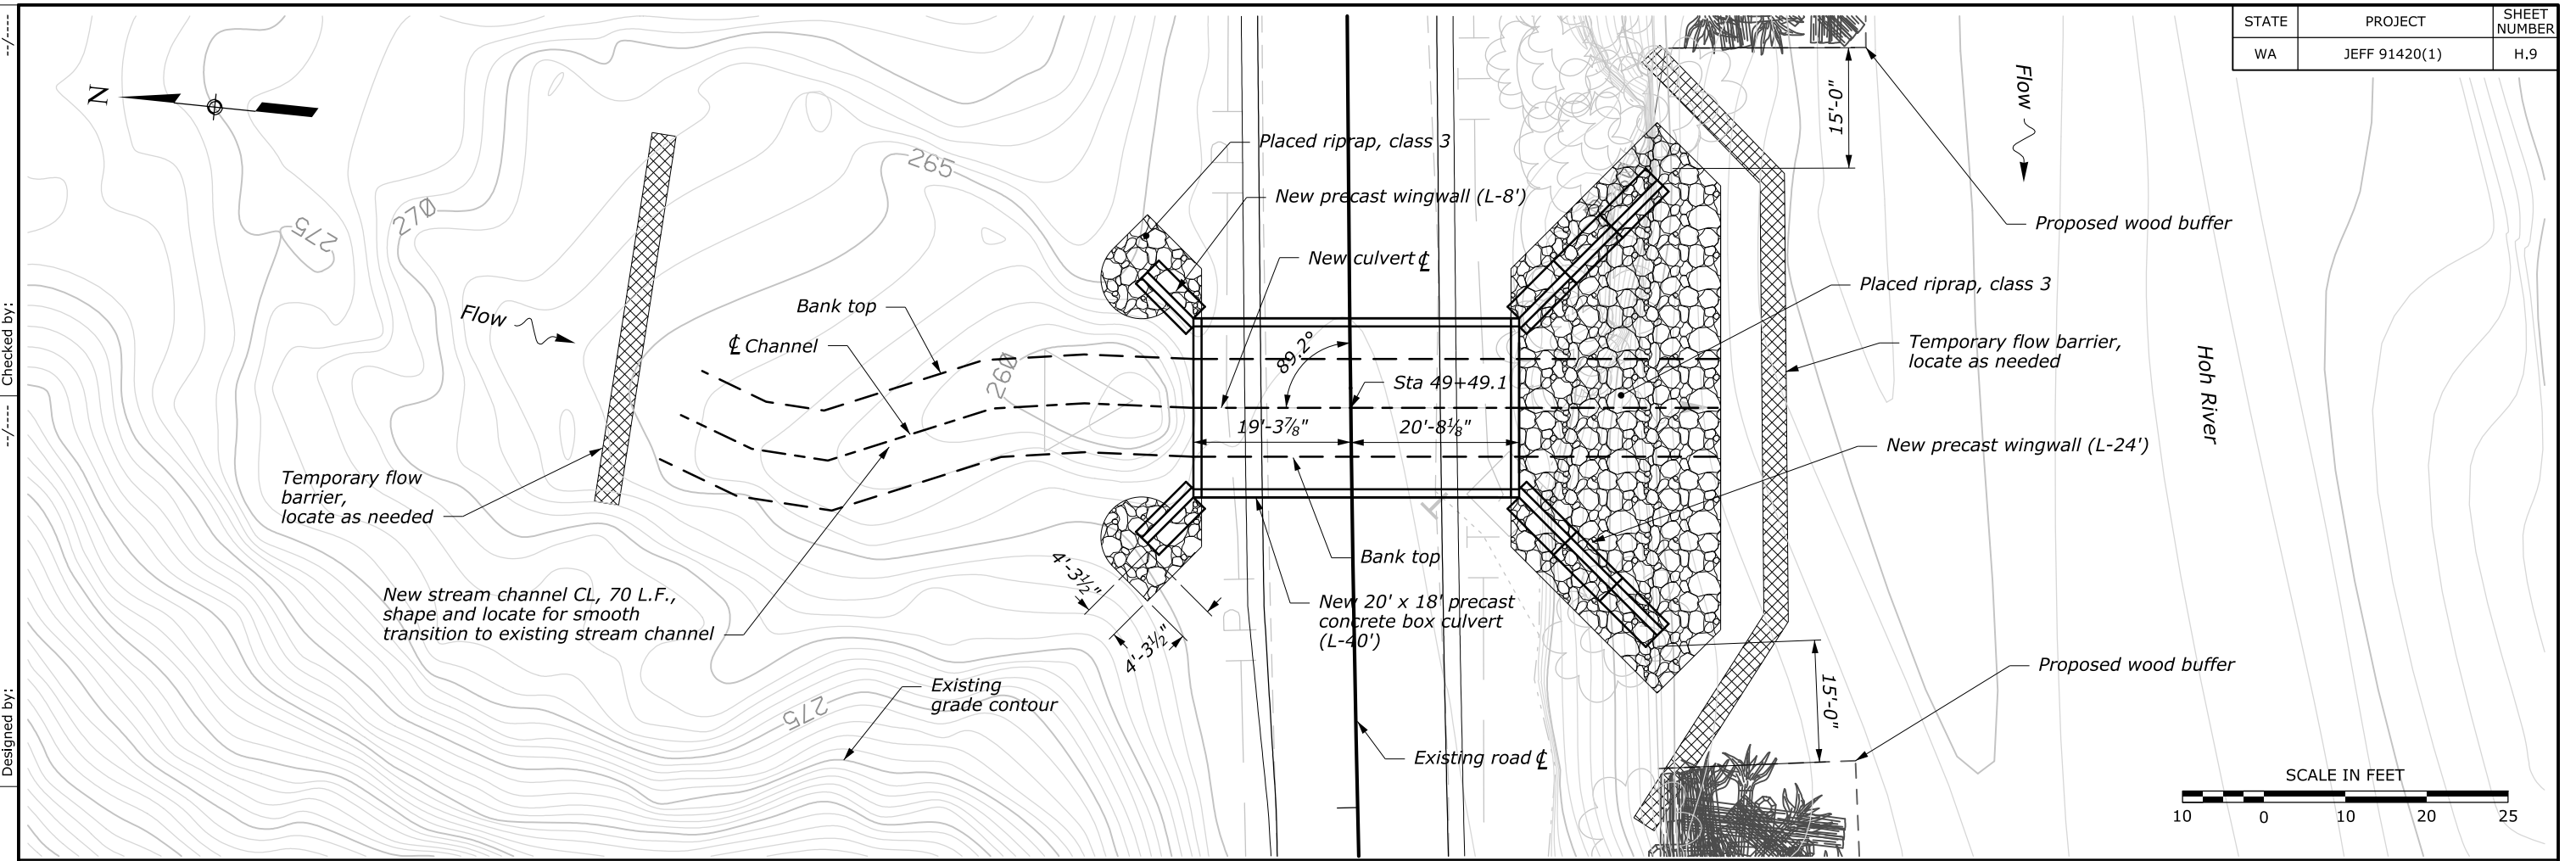 STATE
PROJECT
SHEET
NUMBER
WA
JEFF 91420(1)
H.9
--/----
Checked by:
--/----
Designed by:
N
275
270
265
260
275
Flow
Bank top
℄ Channel
Temporary flow
barrier,
locate as needed
New stream channel CL, 70 L.F.,
shape and locate for smooth
transition to existing stream channel
Existing
grade contour
Placed riprap, class 3
New precast wingwall (L-8')
New culvert ℄
89.2°
Sta 49+49.1
19'-3⅞"
20'-8⅛"
Bank top
New 20' x 18' precast
concrete box culvert
(L-40')
4'-3½"
4'-3½"
Existing road ℄
15'-0"
Flow
Proposed wood buffer
Placed riprap, class 3
Temporary flow barrier,
locate as needed
Hoh River
New precast wingwall (L-24')
Proposed wood buffer
15'-0"
SCALE IN FEET
10 0 10 20 25